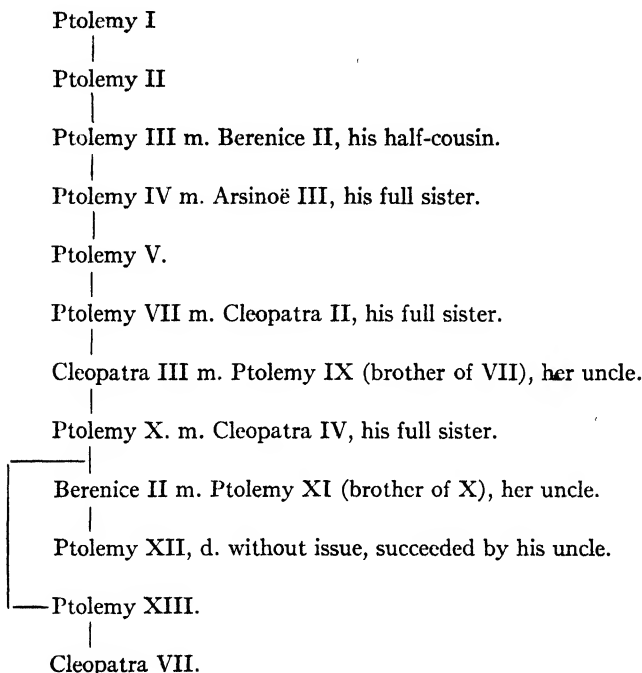 Ptolemy I
Ptolemy II
Ptolemy III m. Berenice II, his half-cousin.
Ptolemy IV m. Arsinoë III, his full sister.
Ptolemy V.
Ptolemy VII m. Cleopatra II, his full sister.
Cleopatra III m. Ptolemy IX (brother of VII), her uncle.
Ptolemy X. m. Cleopatra IV, his full sister.
Berenice II m. Ptolemy XI (brother of X), her uncle.
Ptolemy XII, d. without issue, succeeded by his uncle.
Ptolemy XIII.
Cleopatra VII.